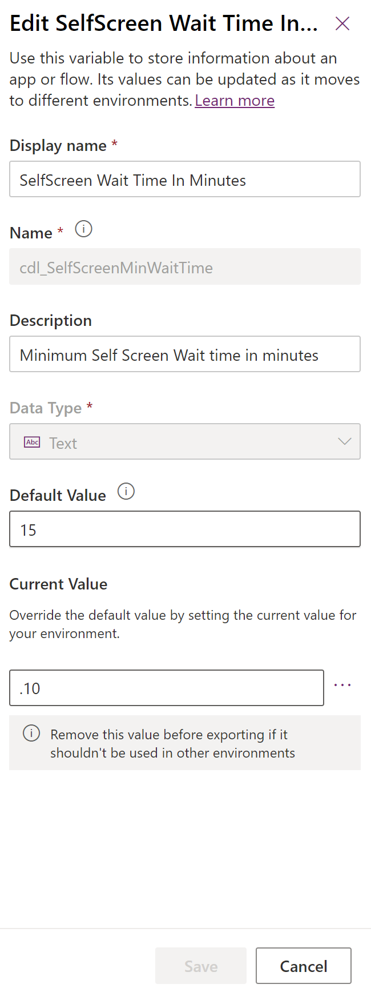 Edit SelfScreen Wait Time In...
Use this variable to store information about an
app or flow. Its values can be updated as it moves
to different environments. Learn more
Display name *
SelfScreen Wait Time In Minutes
Name *
cdl_SelfScreenMinWaitTime
Description
Minimum Self Screen Wait time in minutes
Data Type *
Abc Text
Default Value
15
Current Value
Override the default value by setting the current value for
your environment.
.10
Remove this value before exporting if it
shouldn't be used in other environments
Save Cancel